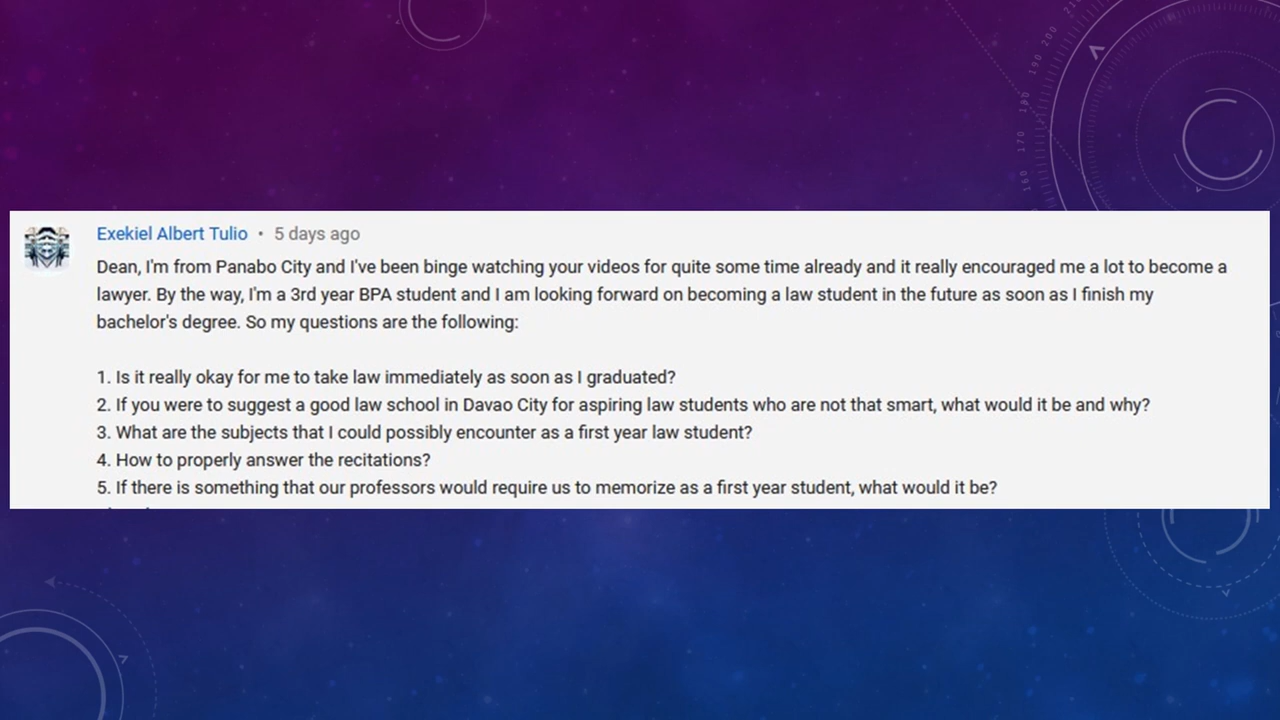 Exekiel Albert Tulio • 5 days ago
Dean, I'm from Panabo City and I've been binge watching your videos for quite some time already and it really encouraged me a lot to become a
lawyer. By the way, I'm a 3rd year BPA student and I am looking forward on becoming a law student in the future as soon as I finish my
bachelor's degree. So my questions are the following:
1. Is it really okay for me to take law immediately as soon as I graduated?
2. If you were to suggest a good law school in Davao City for aspiring law students who are not that smart, what would it be and why?
3. What are the subjects that I could possibly encounter as a first year law student?
4. How to properly answer the recitations?
5. If there is something that our professors would require us to memorize as a first year student, what would it be?
200
190
180
170
160